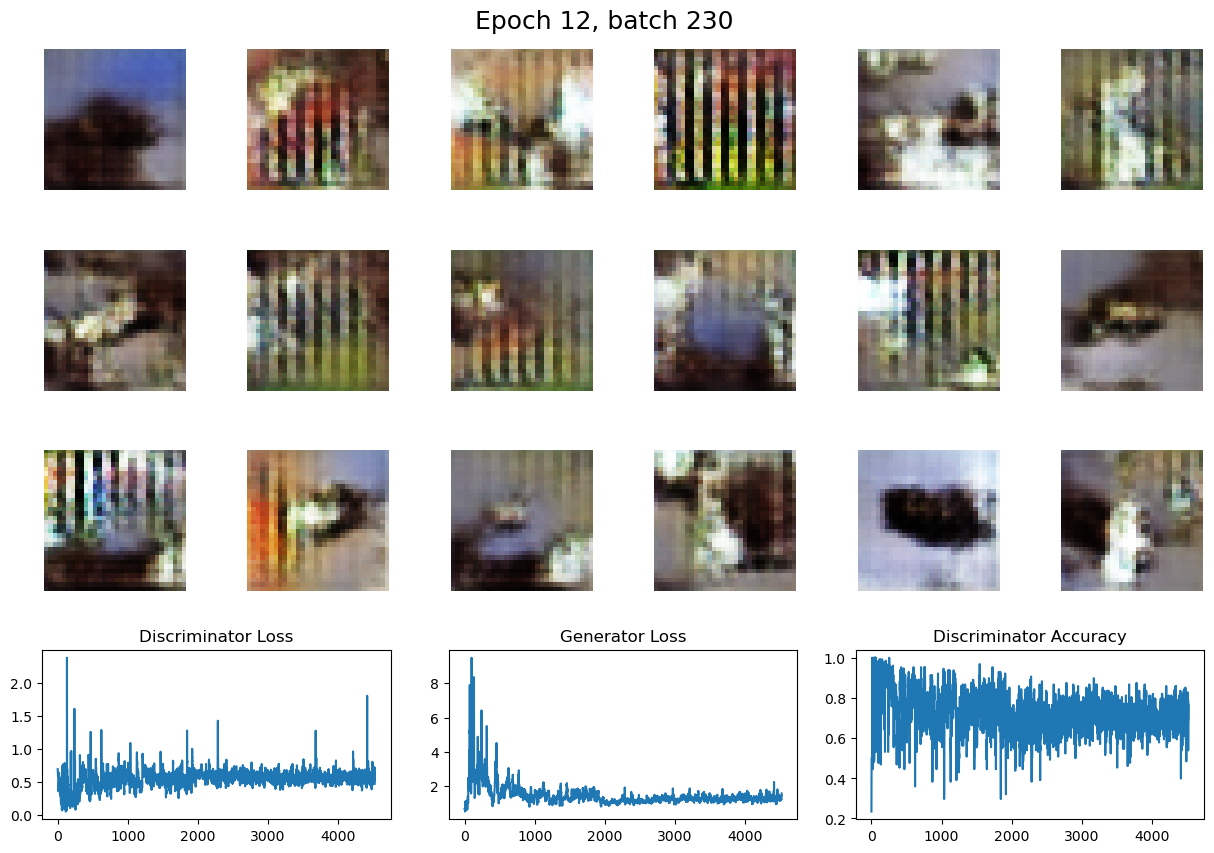 Epoch 12, batch 230
Discriminator Loss
Generator Loss
Discriminator Accuracy
2.0
1.5
1.0
0.5
0.0
0 1000 2000 3000 4000
8
6
4
2
0 1000 2000 3000 4000
1.0
0.8
0.6
0.4
0.2
0 1000 2000 3000 4000